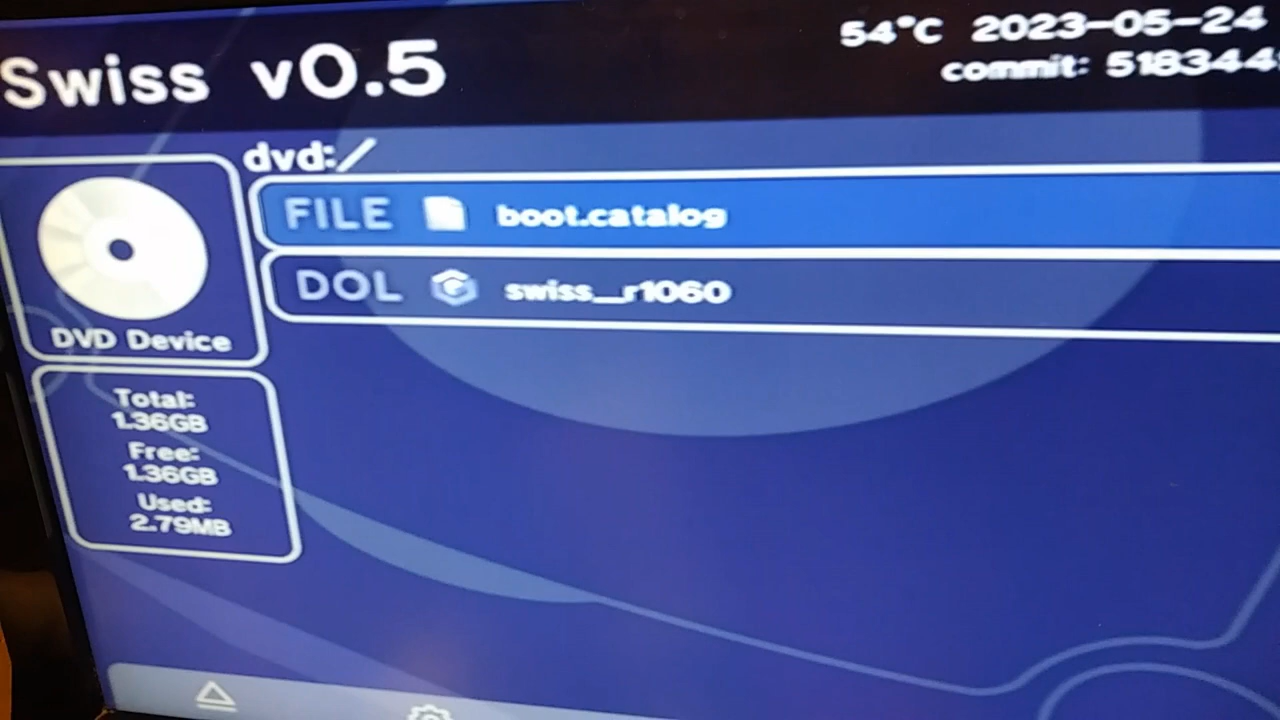 Swiss v0.5
54°C 2023-05-24
commit: 518344
dvd:/
FILE boot.catalog
DOL swiss_r1060
DVD Device
Total:
1.36GB
Free:
1.36GB
Used:
2.79MB